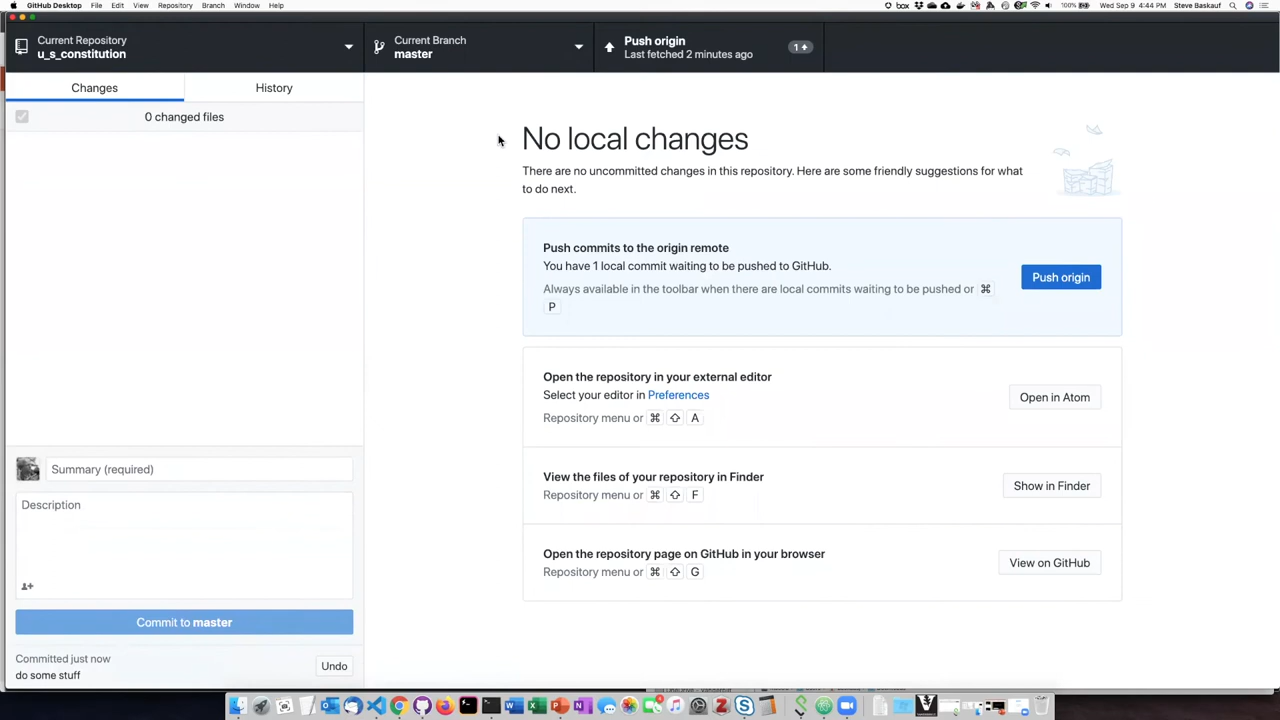 GitHub Desktop File Edit View Repository Branch Window Help
box 100% Wed Sep 9 4:44 PM Steve Baskauf
Current Repository
u_s_constitution
Current Branch
master
Push origin
Last fetched 2 minutes ago
1
Changes
History
0 changed files
No local changes
There are no uncommitted changes in this repository. Here are some friendly suggestions for what
to do next.
Push commits to the origin remote
You have 1 local commit waiting to be pushed to GitHub.
Always available in the toolbar when there are local commits waiting to be pushed or ⌘
P
Push origin
Open the repository in your external editor
Select your editor in Preferences
Repository menu or ⌘ ⇧ A
Open in Atom
View the files of your repository in Finder
Repository menu or ⌘ ⇧ F
Show in Finder
Open the repository page on GitHub in your browser
Repository menu or ⌘ ⇧ G
View on GitHub
Summary (required)
Description
Commit to master
Committed just now
do some stuff
Undo